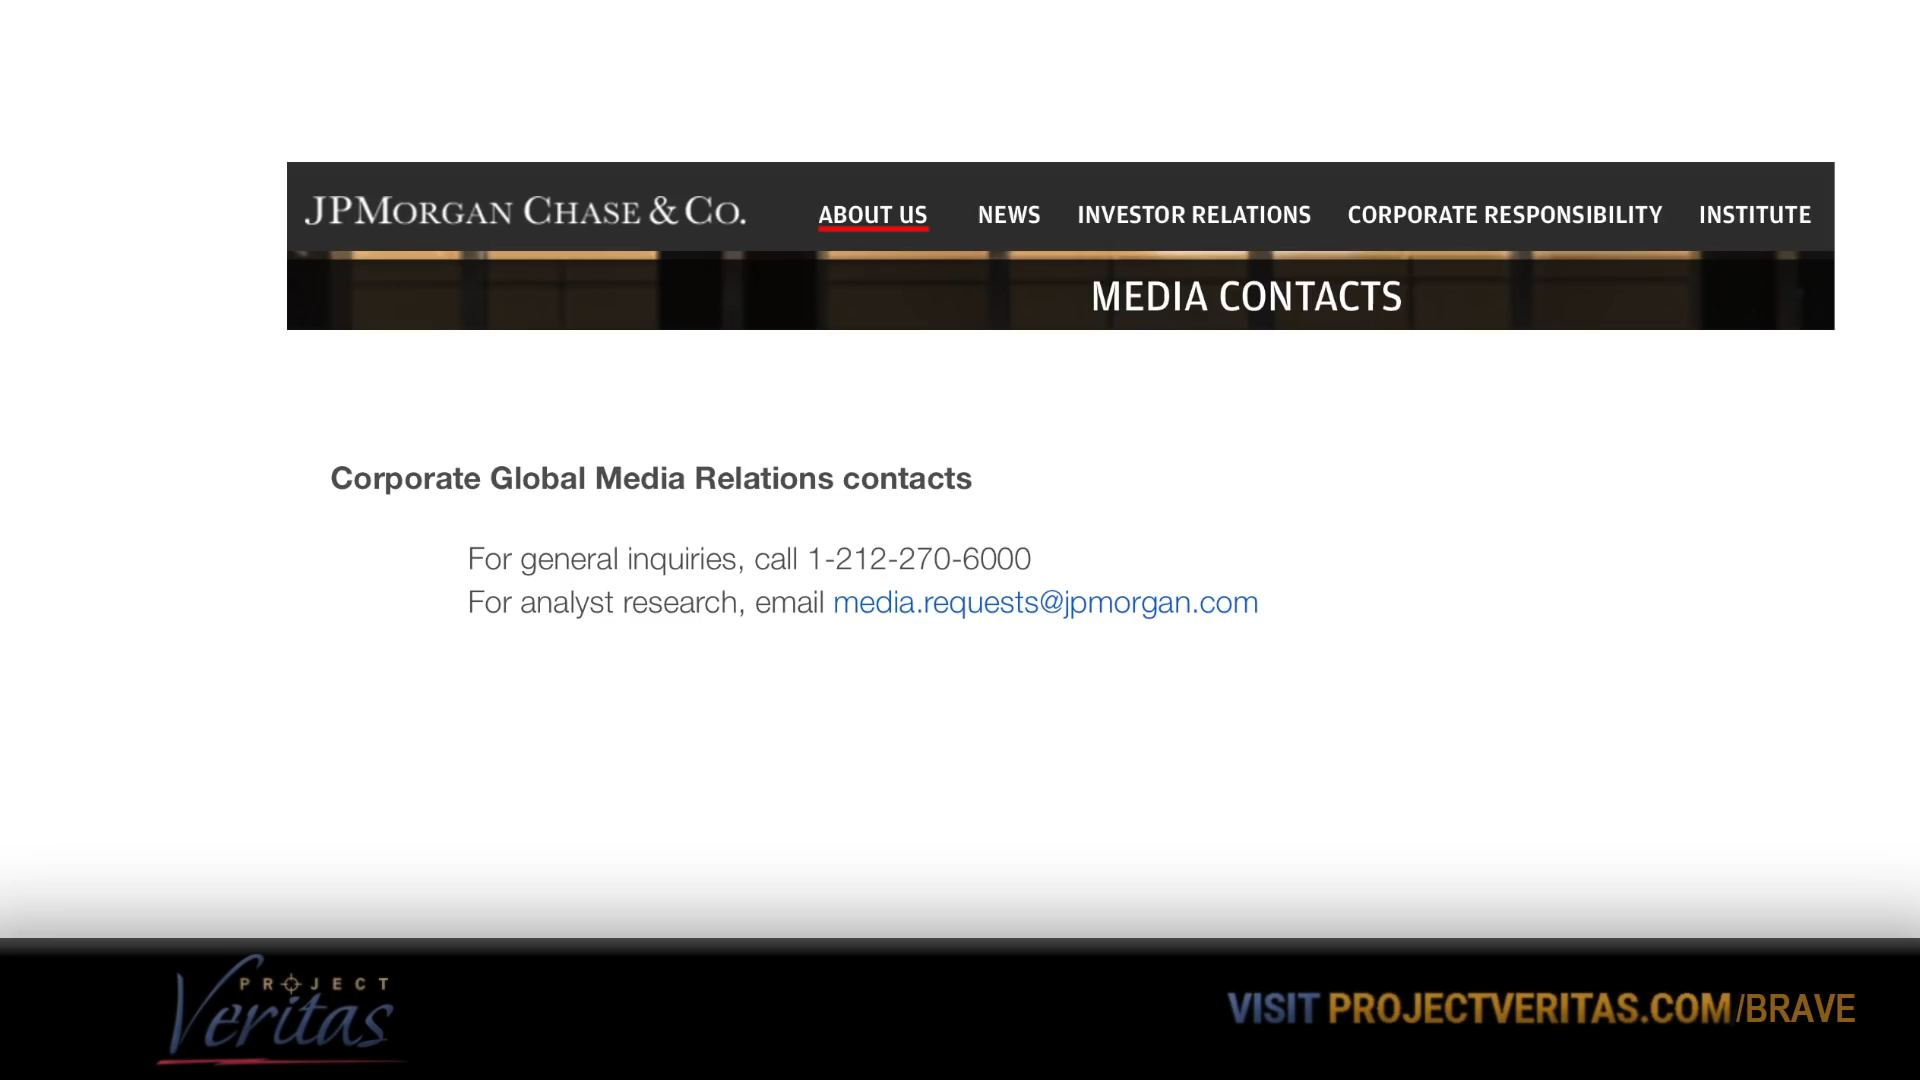 JPMORGAN CHASE & CO. ABOUT US NEWS INVESTOR RELATIONS CORPORATE RESPONSIBILITY INSTITUTE
MEDIA CONTACTS
Corporate Global Media Relations contacts
For general inquiries, call 1-212-270-6000
For analyst research, email media.requests@jpmorgan.com
PROJECT
Veritas
VISIT PROJECTVERITAS.COM/BRAVE